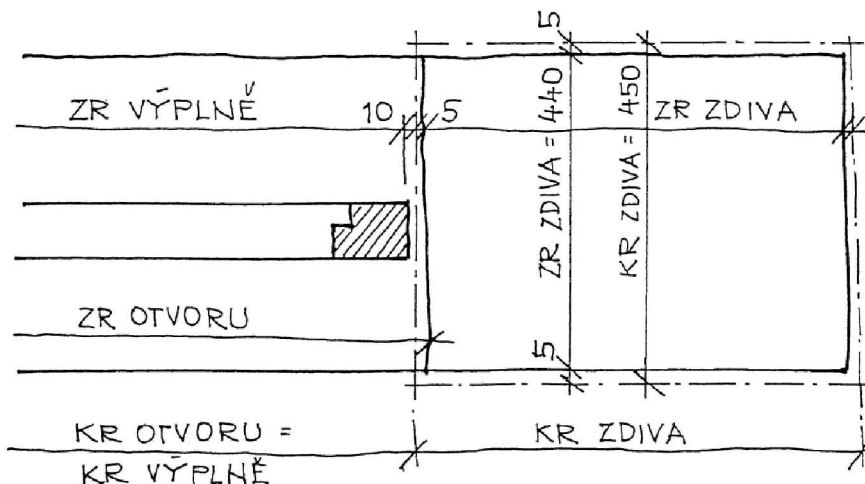 5
ZR VÝPLNĚ
10
5
ZR ZDIVA
ZR ZDIVA = 440
KR ZDIVA = 450
ZR OTVORU
5
KR OTVORU =
KR VÝPLNĚ
KR ZDIVA